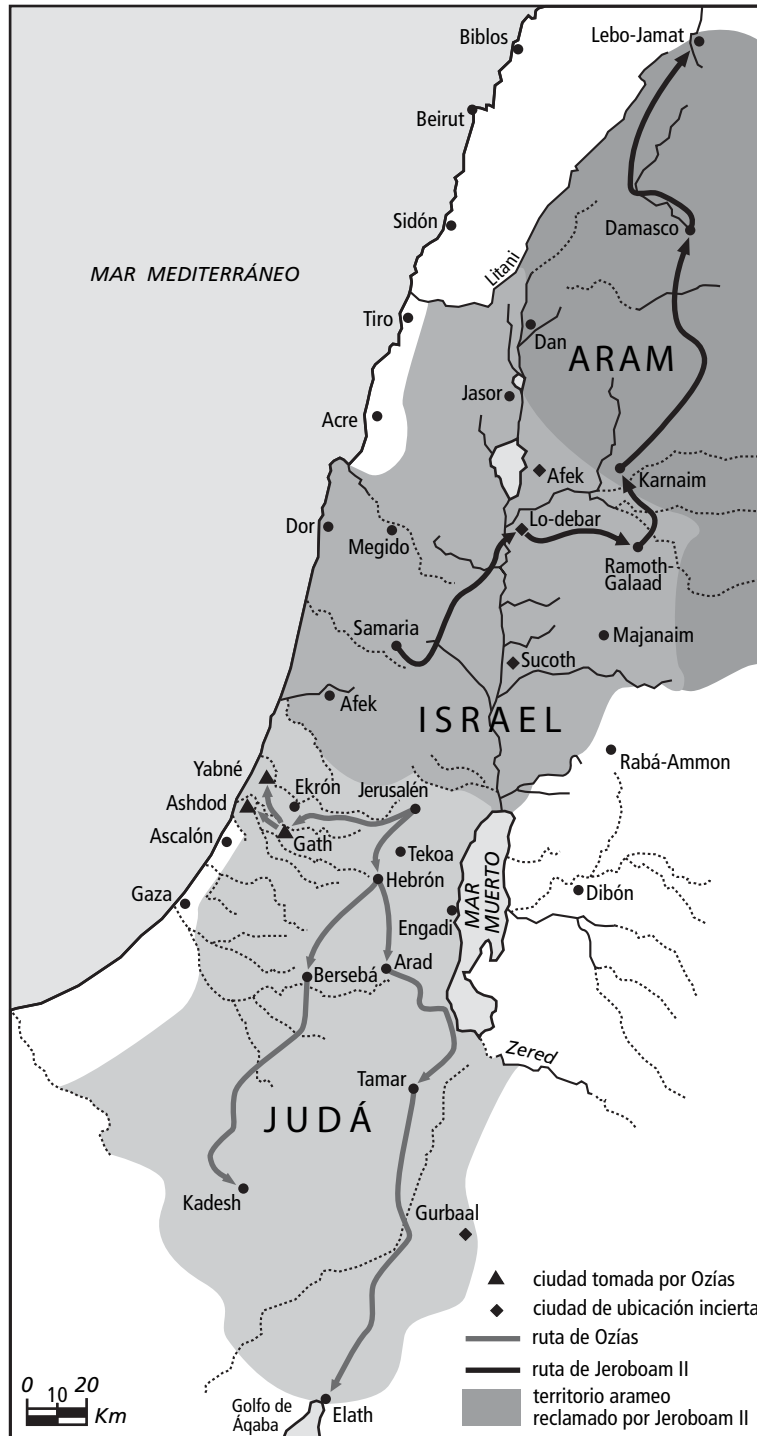 Biblos
Lebo-Jamat
Beirut
Sidón
Damasco
MAR MEDITERRÁNEO
Litani
Tiro
Dan
ARAM
Jasor
Acre
Afek
Karnaim
Dor
Megido
Lo-debar
Ramoth-
Galaad
Samaria
Majanaim
Sucoth
Afek
ISRAEL
Rabá-Ammon
Yabné
Ekrón
Jerusalén
Ashdod
Ascalón
Gath
Tekoa
Hebrón
Gaza
MAR
MUERTO
Dibón
Engadi
Bersebá
Arad
Zered
Tamar
JUDÁ
Kadesh
Gurbaal
ciudad tomada por Ozías
ciudad de ubicación incierta
ruta de Ozías
ruta de Jeroboam II
territorio arameo
reclamado por Jeroboam II
0 10 20
Km
Golfo de
Áqaba
Elath